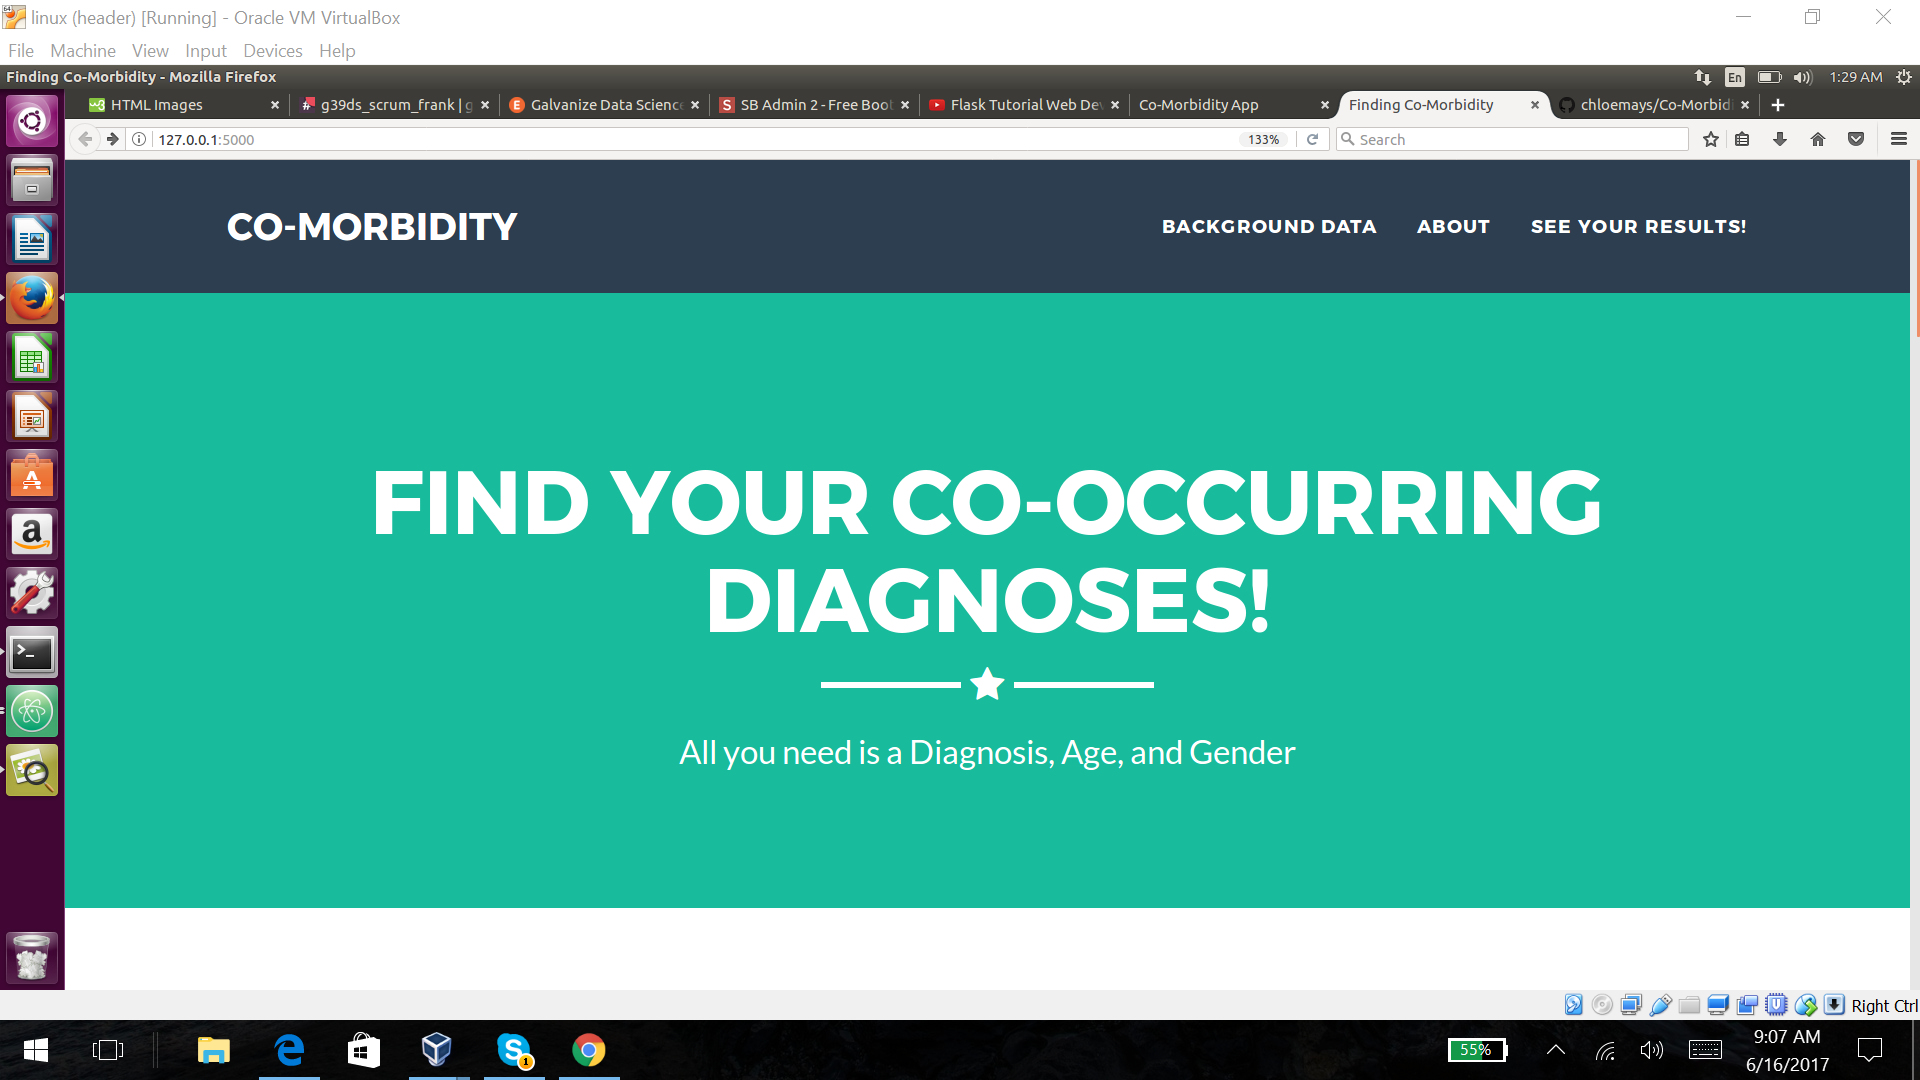 linux (header) [Running] - Oracle VM VirtualBox
File Machine View Input Devices Help
Finding Co-Morbidity - Mozilla Firefox
En
1:29 AM
HTML Images
g39ds_scrum_frank | g
Galvanize Data Science
SB Admin 2 - Free Boot
Flask Tutorial Web De
Co-Morbidity App
Finding Co-Morbidity
chloemays/Co-Morbid
127.0.0.1:5000
133%
Search
CO-MORBIDITY
BACKGROUND DATA
ABOUT
SEE YOUR RESULTS!
FIND YOUR CO-OCCURRING
DIAGNOSES!
All you need is a Diagnosis, Age, and Gender
Right Ctrl
55%
9:07 AM
6/16/2017